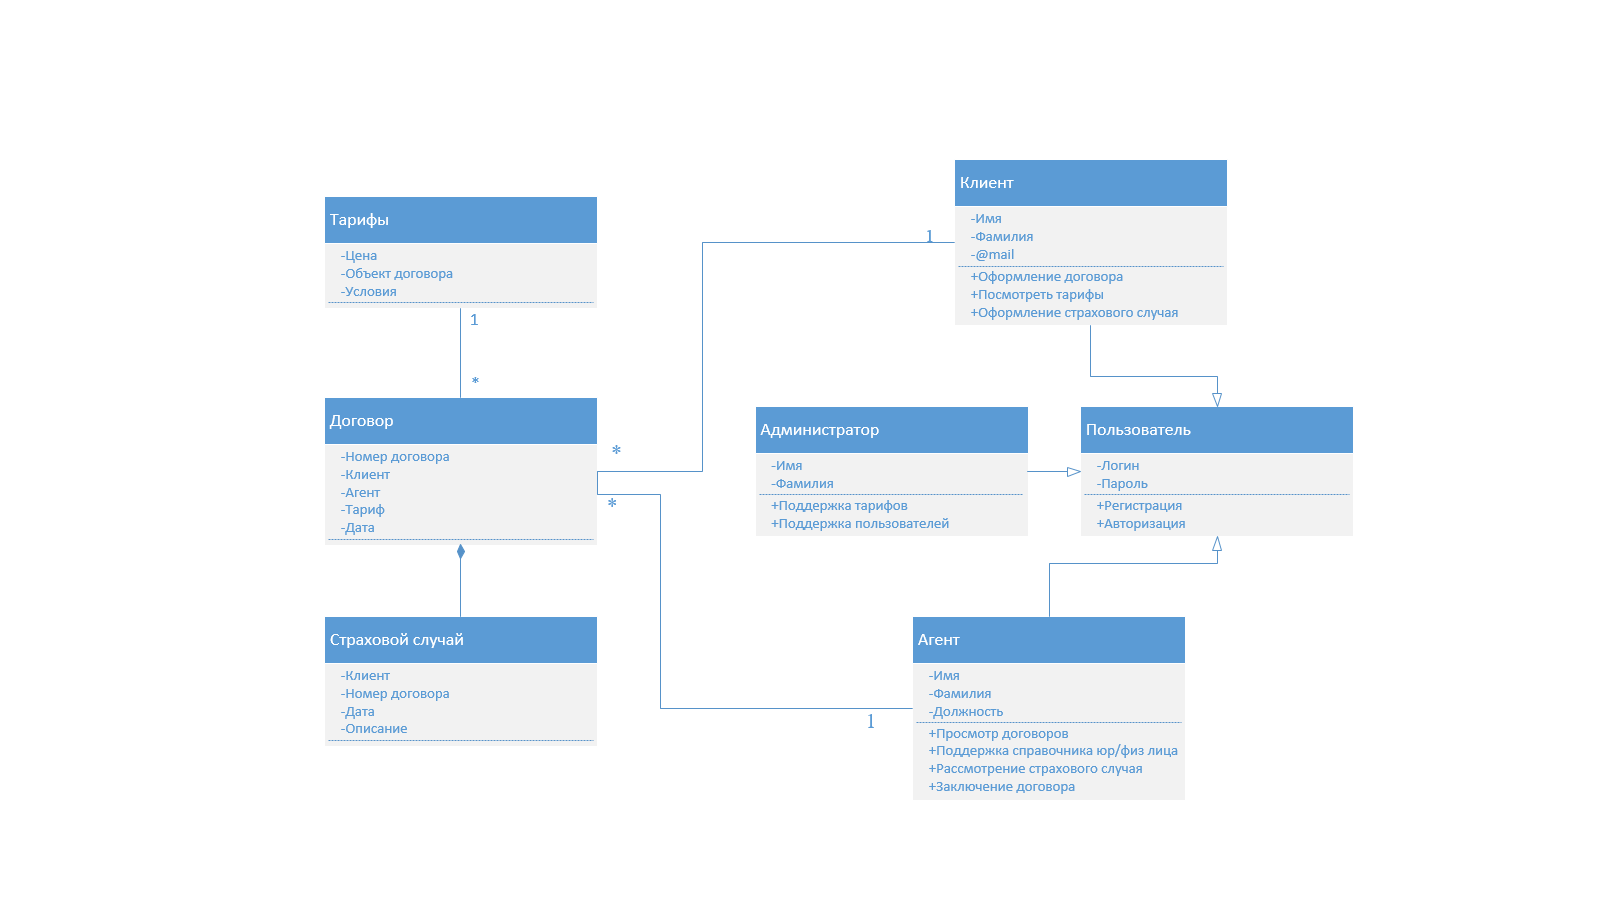 Клиент
-Имя
-Фамилия
-@mail
+Оформление договора
+Посмотреть тарифы
+Оформление страхового случая
Тарифы
-Цена
-Объект договора
-Условия
1
1
*
Договор
-Номер договора
-Клиент
-Агент
-Тариф
-Дата
*
*
Администратор
-Имя
-Фамилия
+Поддержка тарифов
+Поддержка пользователей
Пользователь
-Логин
-Пароль
+Регистрация
+Авторизация
Страховой случай
-Клиент
-Номер договора
-Дата
-Описание
1
Агент
-Имя
-Фамилия
-Должность
+Просмотр договоров
+Поддержка справочника юр/физ лица
+Рассмотрение страхового случая
+Заключение договора